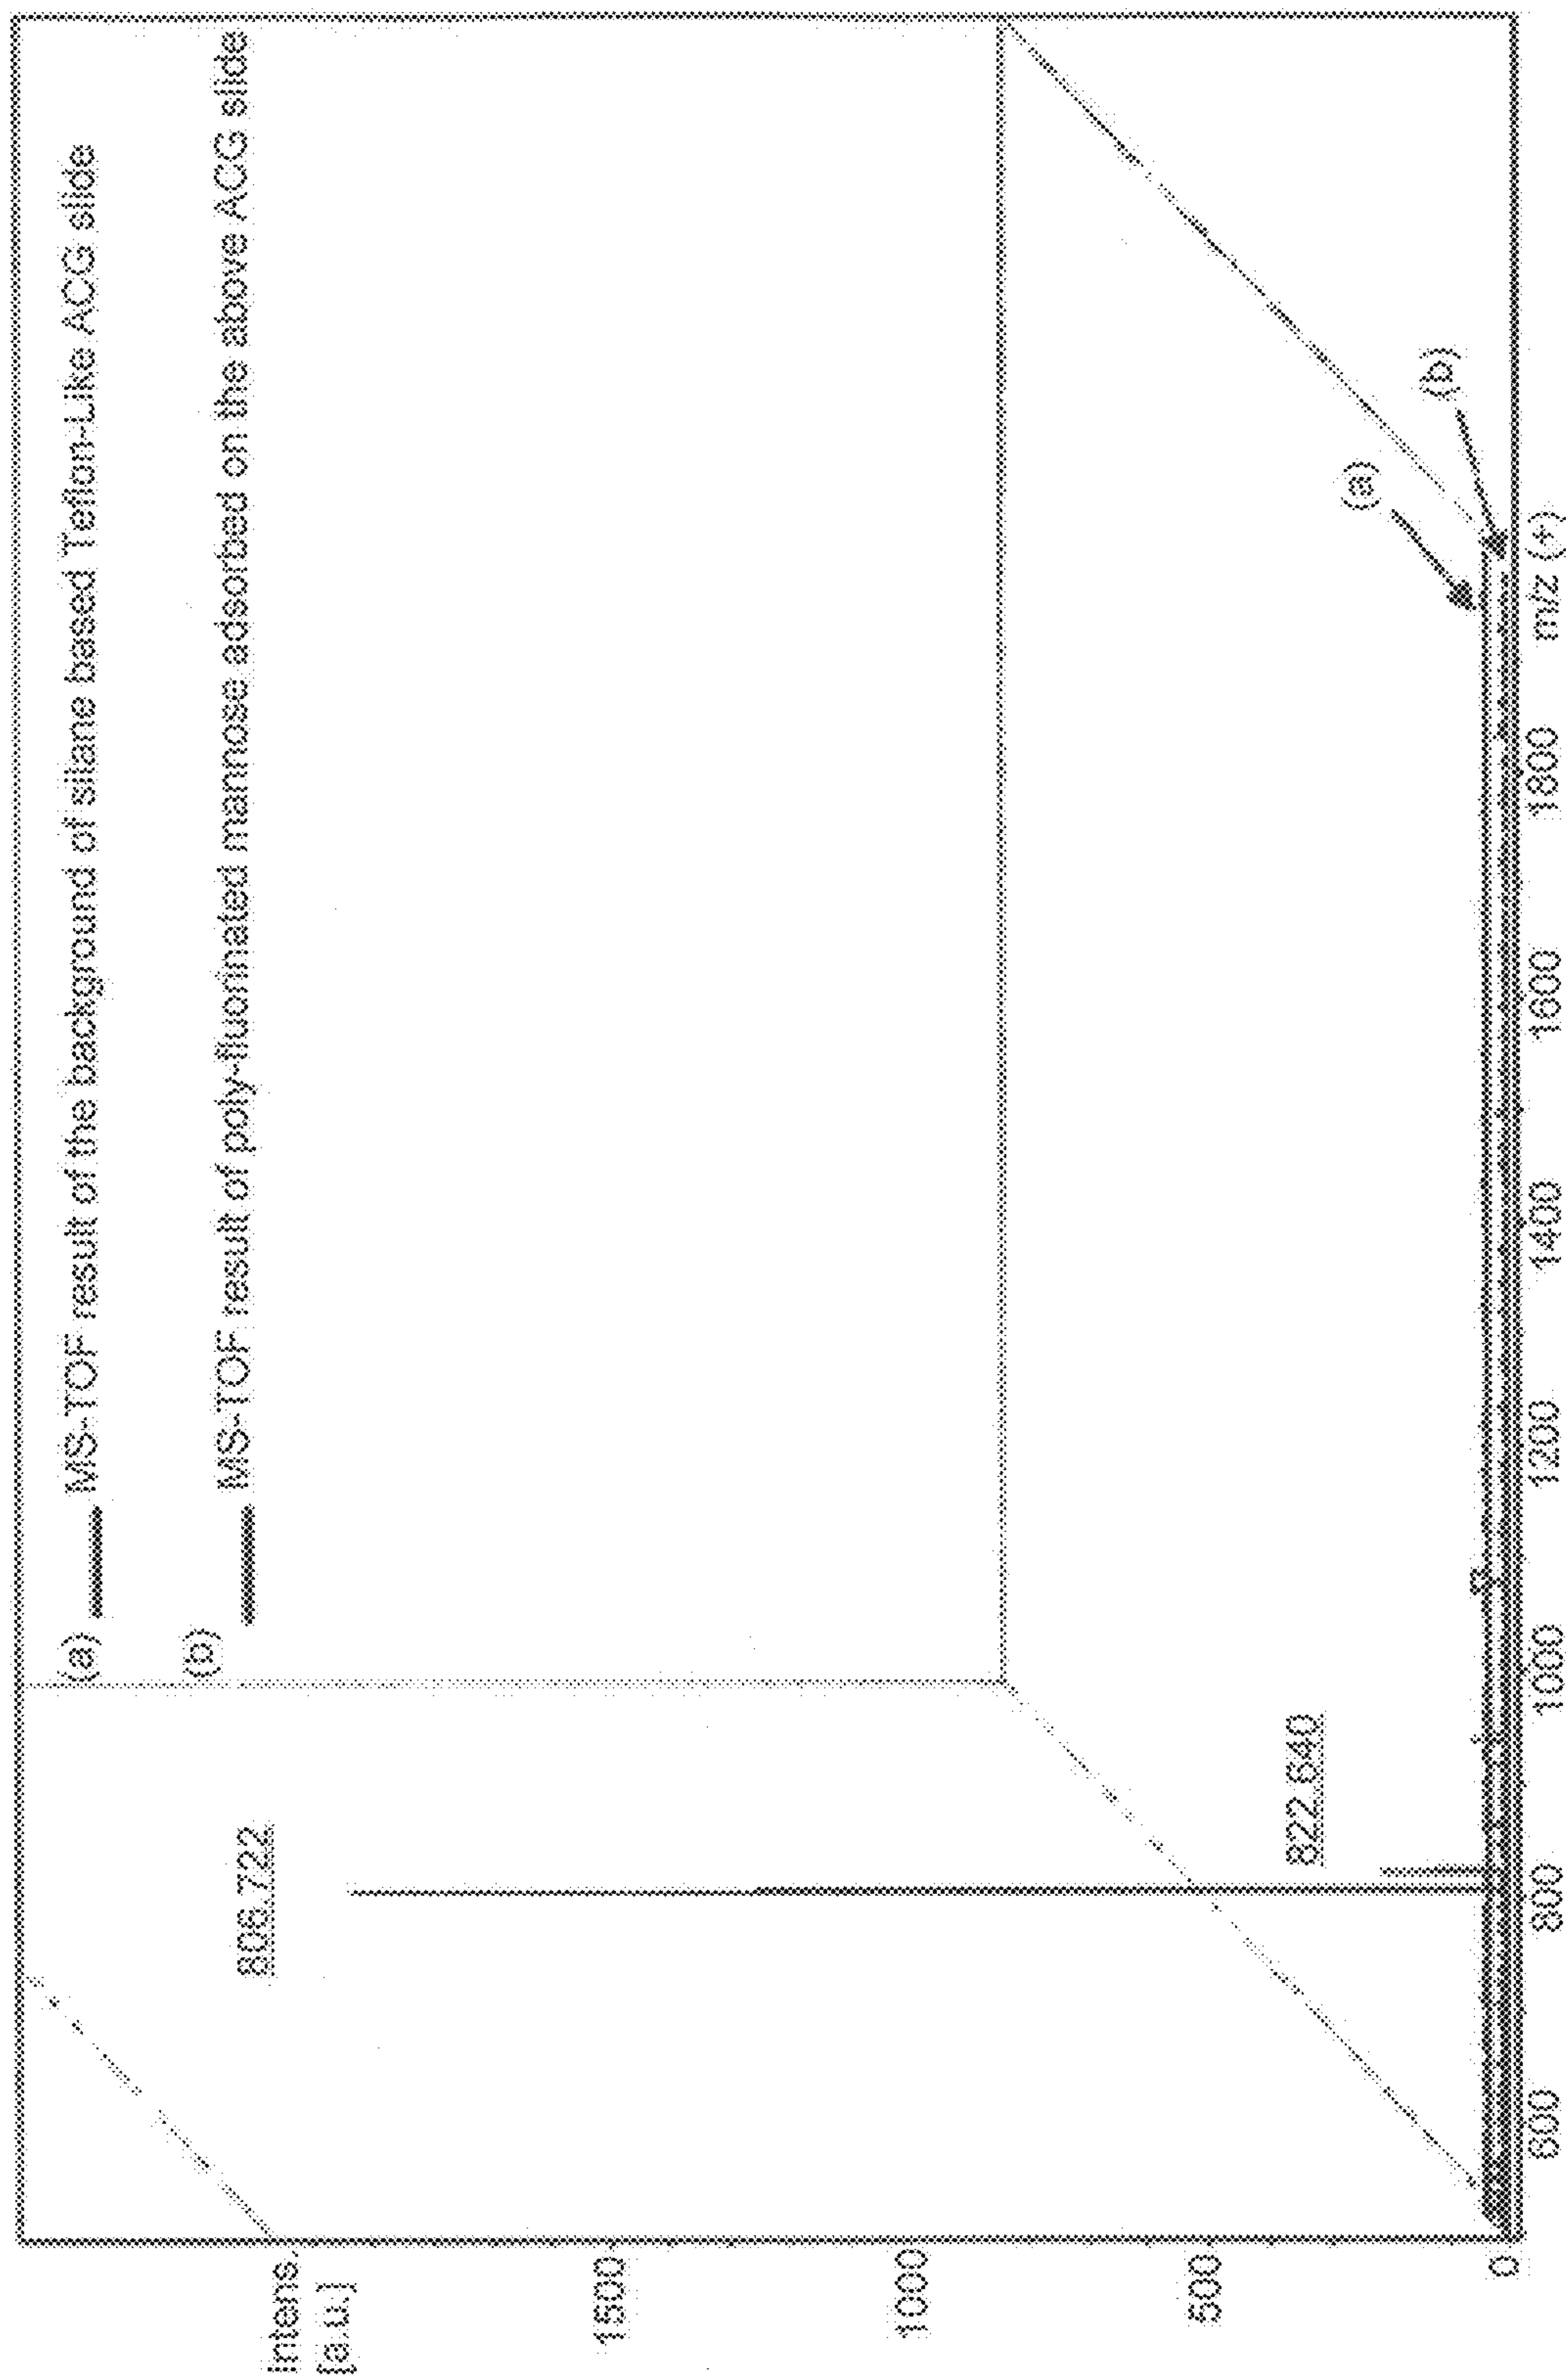 (a) MS-TOF result of the background of silane based Teflon-Like ACG slide
(b) MS-TOF result of poly-fluorinated mannose adsorbed on the above ACG slide
Intens.
[a.u.]
1500
1000
500
0
806.722
822.640
(a)
(b)
600 800 1000 1200 1400 1600 1800 m/z (+)